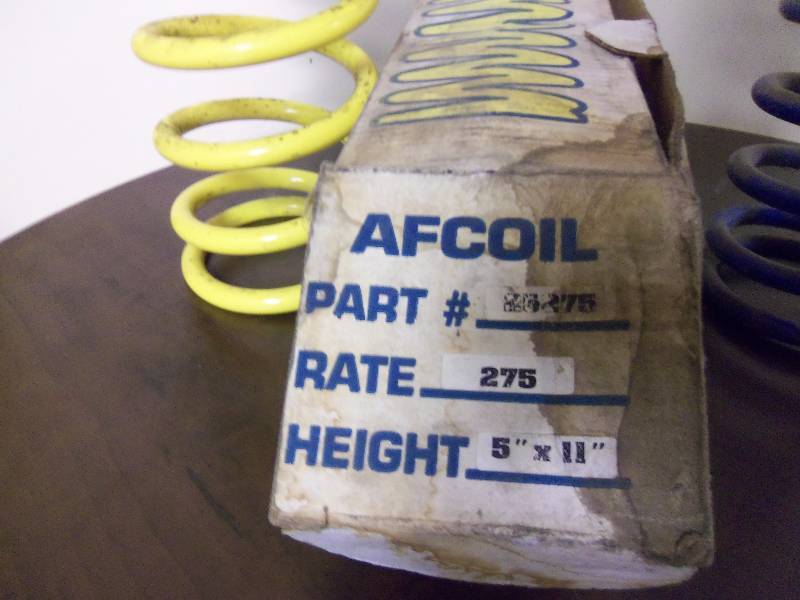 AFCOIL
PART #
RATE 275
HEIGHT 5" x 11"